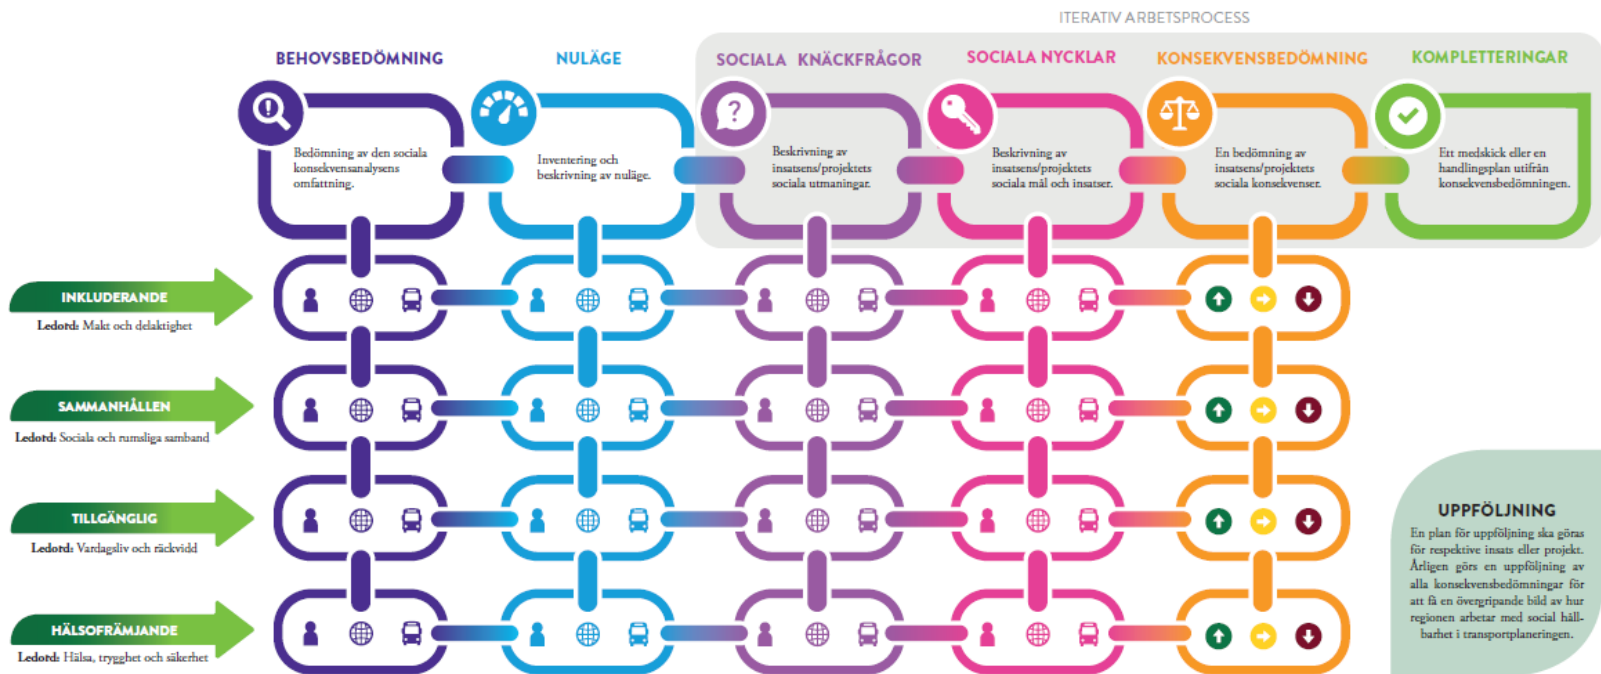 ITERATIV ARBETSPROCESS
BEHOVSBEDÖMNING
NULÄGE
SOCIALA KNÄCKFRÅGOR
SOCIALA NYCKLAR
KONSEKVENSBEDÖMNING
KOMPLETTERINGAR
Bedömning av den sociala
konsekvensanalysens
omfattning.
Inventering och
beskrivning av nuläge.
Beskrivning av
insatsens/projektets
sociala utmaningar.
Beskrivning av
insatsens/projektets
sociala mål och insatser.
En bedömning av
insatsens/projektets
sociala konsekvenser.
Ett medskick eller en
handlingsplan utifrån
konsekvensbedömningen.
INKLUDERANDE
Ledord: Makt och delaktighet
SAMMANHÅLLEN
Ledord: Sociala och rumsliga samband
TILLGÄNGLIG
Ledord: Vardagsliv och räckvidd
HÄLSOFRÄMJANDE
Ledord: Hälsa, trygghet och säkerhet
UPPFÖLJNING
En plan för uppföljning ska göras
för respektive insats eller projekt.
Årligen görs en uppföljning av
alla konsekvensbedömningar för
att få en övergripande bild av hur
regionen arbetar med social håll-
barhet i transportplaneringen.